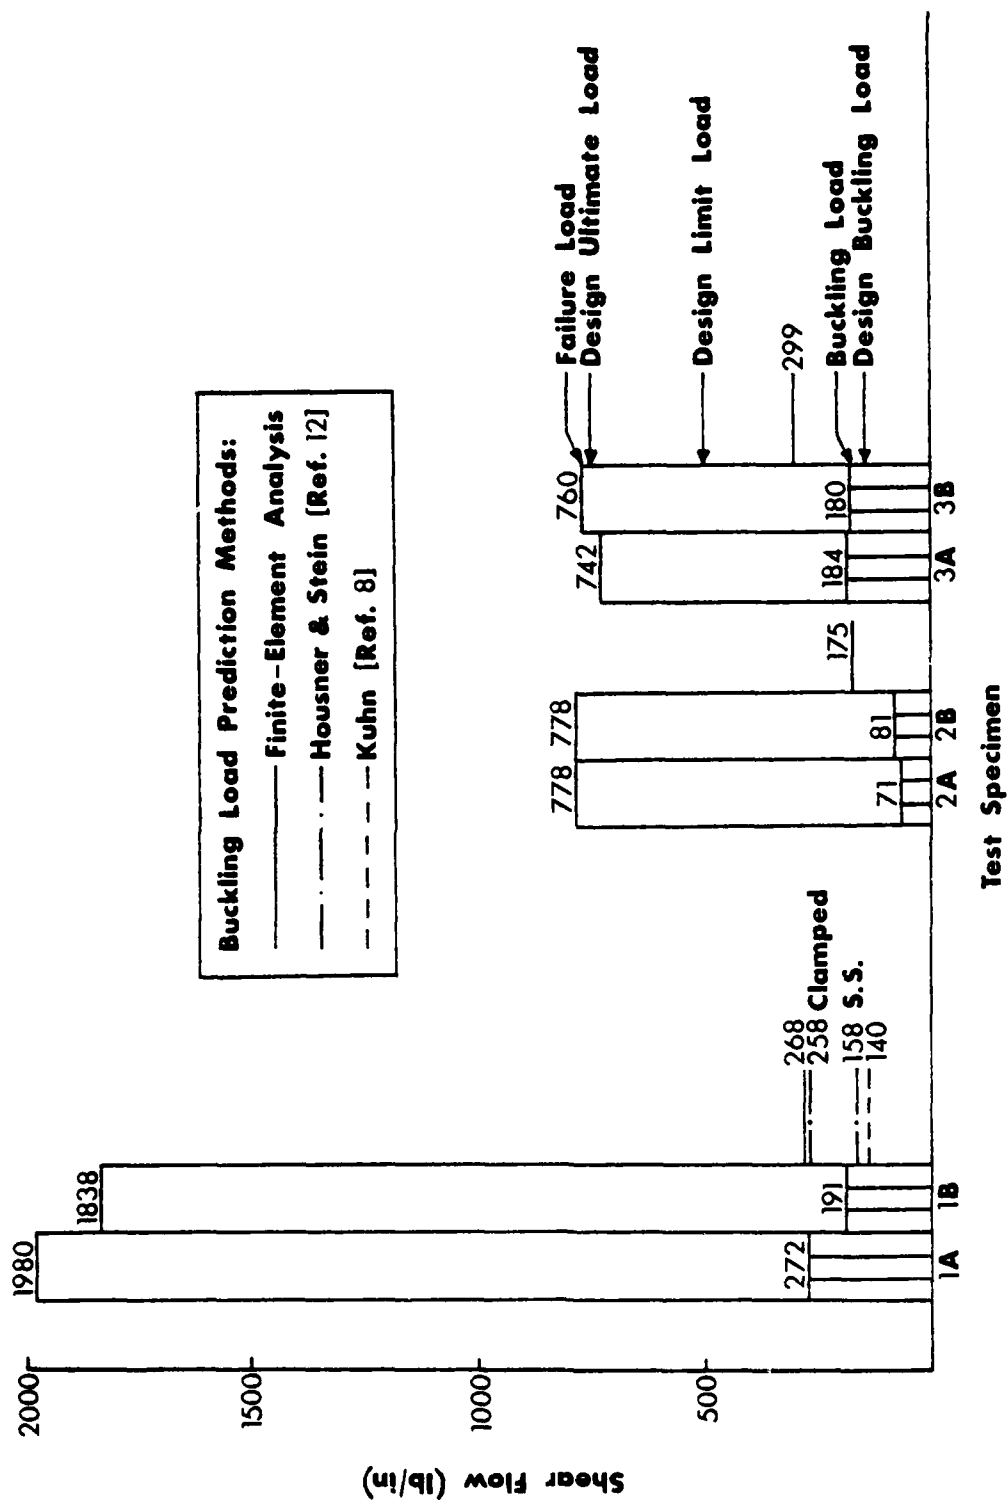 Buckling Load Prediction Methods:
Finite-Element Analysis
Housner & Stein [Ref. 12]
Kuhn [Ref. 8]
Shear Flow (lb/in)
2000
1500
1000
500
1980
272
1838
191
268
258 Clamped
158 S.S.
140
778
71
778
81
175
742
184
760
180
Failure Load
Design Ultimate Load
Design Limit Load
299
Buckling Load
Design Buckling Load
1A
1B
2A
2B
3A
3B
Test Specimen